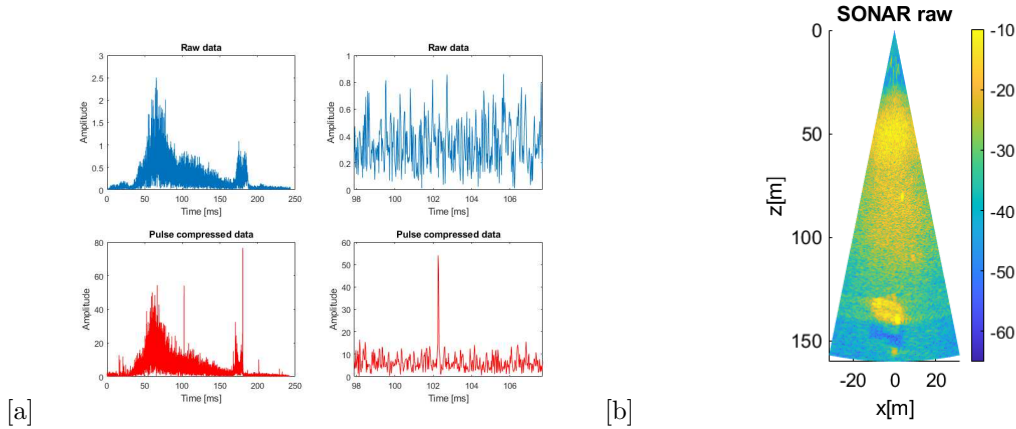 Raw data
3
2.5
2
1.5
1
0.5
0
Amplitude
0 50 100 150 200 250
Time [ms]
Raw data
1
0.8
0.6
0.4
0.2
0
Amplitude
98 100 102 104 106
Time [ms]
Pulse compressed data
80
60
40
20
0
Amplitude
0 50 100 150 200 250
Time [ms]
Pulse compressed data
60
50
40
30
20
10
0
Amplitude
98 100 102 104 106
Time [ms]
[a]
SONAR raw
0
50
100
150
z[m]
-20 0 20
x[m]
-10
-20
-30
-40
-50
-60
[b]